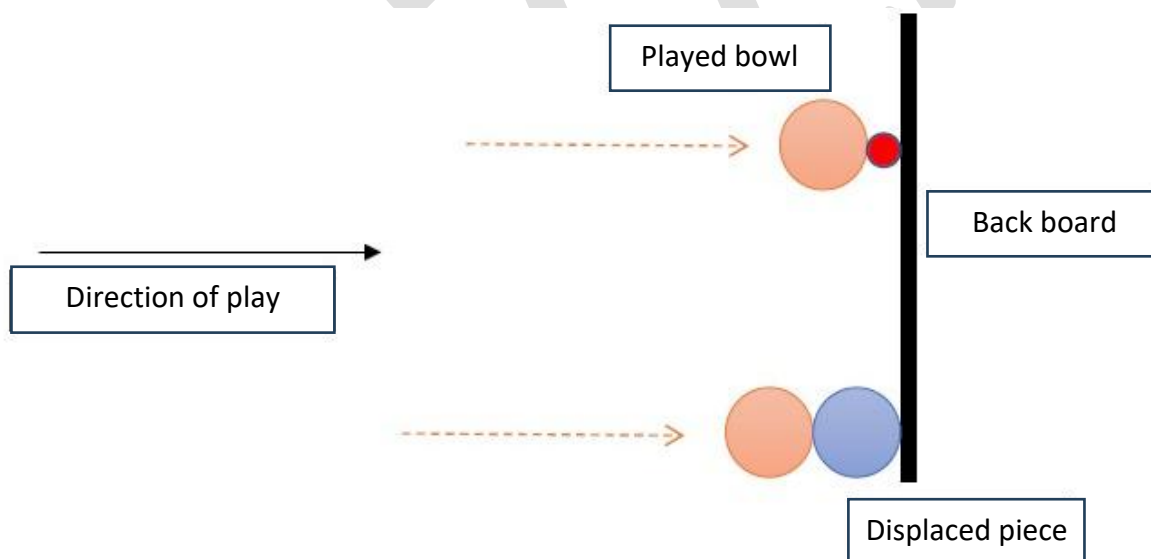 Played bowl
Back board
Direction of play
Displaced piece